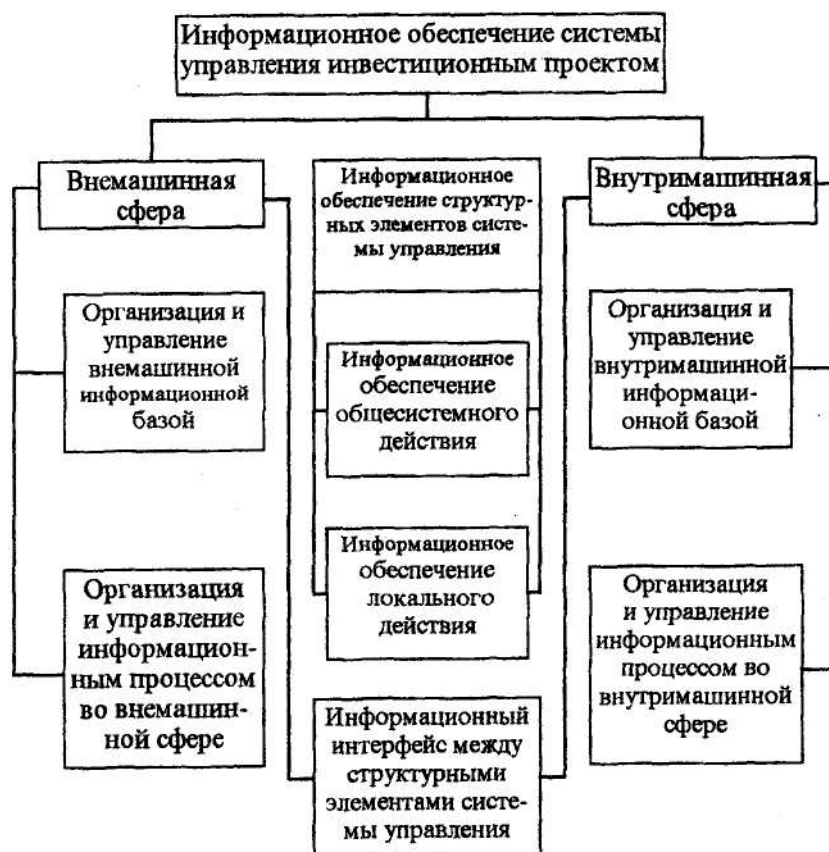 Информационное обеспечение системы
управления инвестиционным проектом
Внемашинная
сфера
Информационное
обеспечение структур-
ных элементов систе-
мы управления
Внутримашинная
сфера
Организация и
управление
внемашинной
информационной
базой
Информационное
обеспечение
общесистемного
действия
Организация и
управление
внутримашинной
информаци-
онной базой
Информационное
обеспечение
локального
действия
Организация
и управление
информацион-
ным процессом
во внемашин-
ной сфере
Организация
и управление
информационным
процессом во
внутримашинной
сфере
Информационный
интерфейс между
структурными
элементами систе-
мы управления